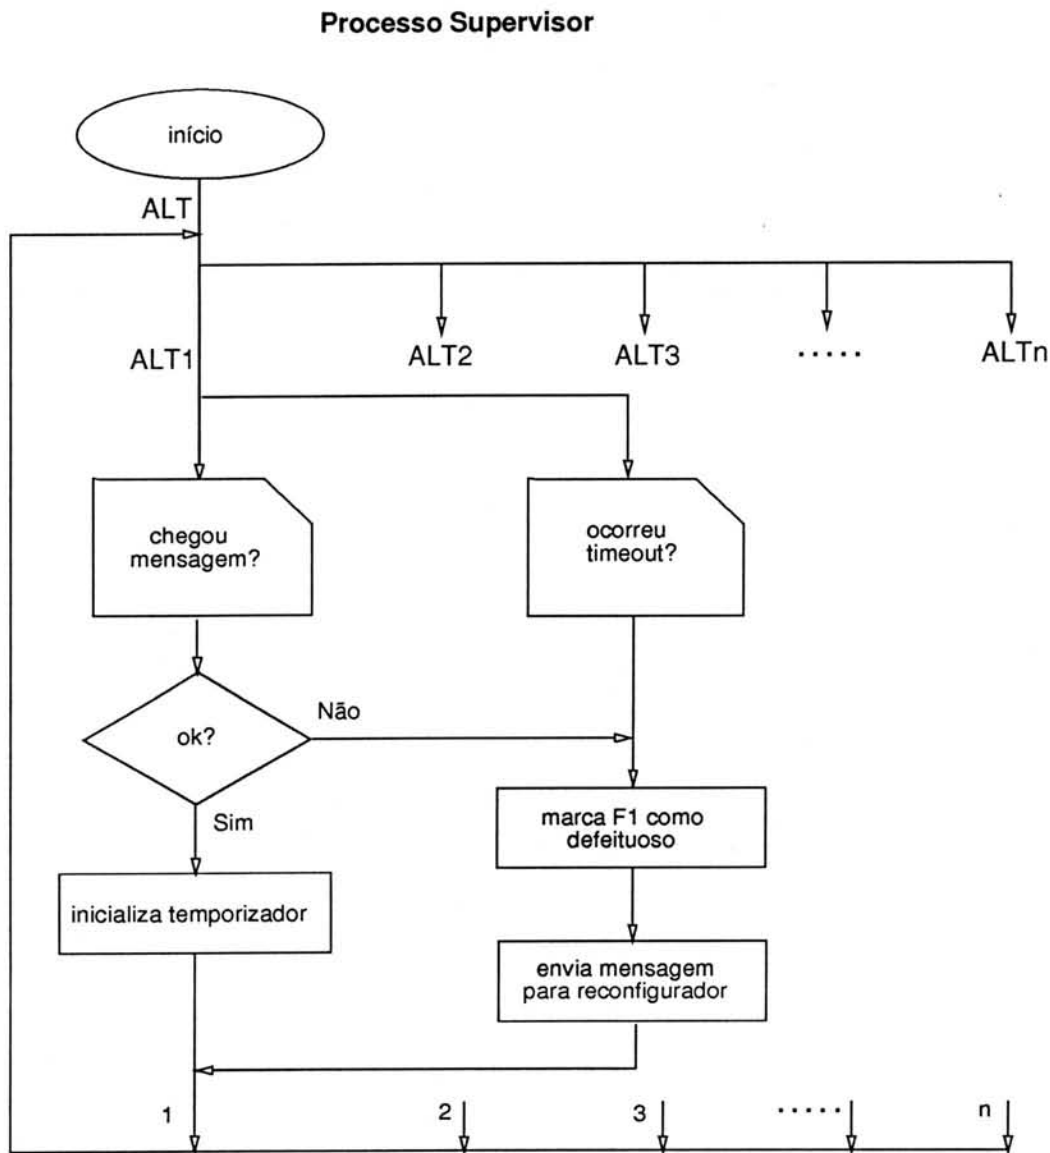 Processo Supervisor
início
ALT
ALT1
ALT2
ALT3
.....
ALTn
chegou
mensagem?
ocorreu
timeout?
Não
ok?
Sim
marca F1 como
defeituoso
inicializa temporizador
envia mensagem
para reconfigurador
1
2
3
.....
n